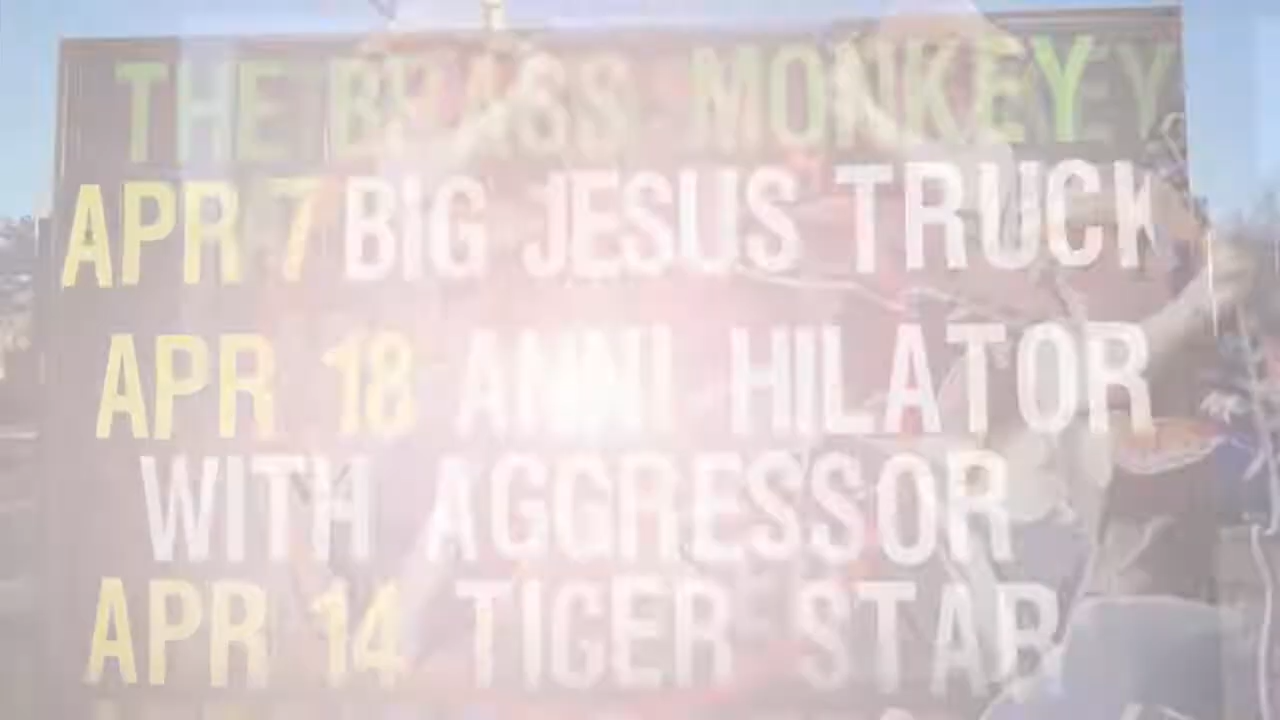 THE BRASS MONKEY
APR 7 BIG JESUS TRUCK
APR 18 ANNI HILATOR
WITH AGGRESSOR
APR 14 TIGER STAR